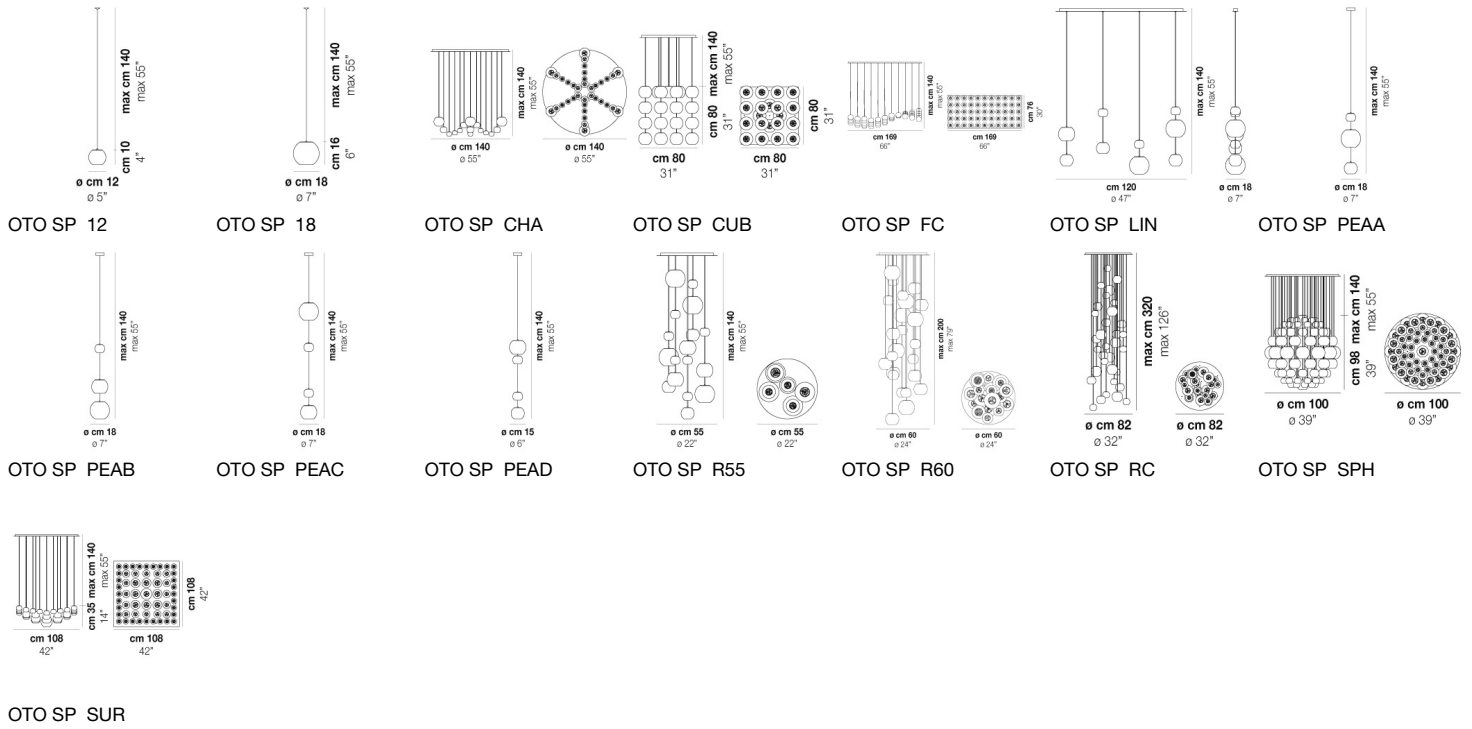 max cm 140
max 55"
cm 10
4"
ø cm 12
ø 5"
OTO SP 12
max cm 140
max 55"
cm 16
6"
ø cm 18
ø 7"
OTO SP 18
max cm 140
max 55"
ø cm 140
ø 55"
ø cm 140
ø 55"
OTO SP CHA
max cm 140
max 55"
cm 80
31"
cm 80
31"
cm 80
31"
cm 80
31"
OTO SP CUB
max cm 140
max 55"
cm 169
66"
cm 76
30"
cm 169
66"
OTO SP FC
max cm 140
max 55"
cm 120
ø 47"
ø cm 18
ø 7"
OTO SP LIN
max cm 140
max 55"
ø cm 18
ø 7"
OTO SP PEAA
max cm 140
max 55"
ø cm 18
ø 7"
OTO SP PEAB
max cm 140
max 55"
ø cm 18
ø 7"
OTO SP PEAC
max cm 140
max 55"
ø cm 15
ø 6"
OTO SP PEAD
max cm 140
max 55"
ø cm 55
ø 22"
ø cm 55
ø 22"
OTO SP R55
max cm 200
max 79"
ø cm 60
ø 24"
ø cm 60
ø 24"
OTO SP R60
max cm 320
max 126"
ø cm 82
ø 32"
ø cm 82
ø 32"
OTO SP RC
max cm 140
max 55"
cm 98
39"
ø cm 100
ø 39"
ø cm 100
ø 39"
OTO SP SPH
max cm 140
max 55"
cm 35
14"
cm 108
42"
cm 108
42"
cm 108
42"
OTO SP SUR